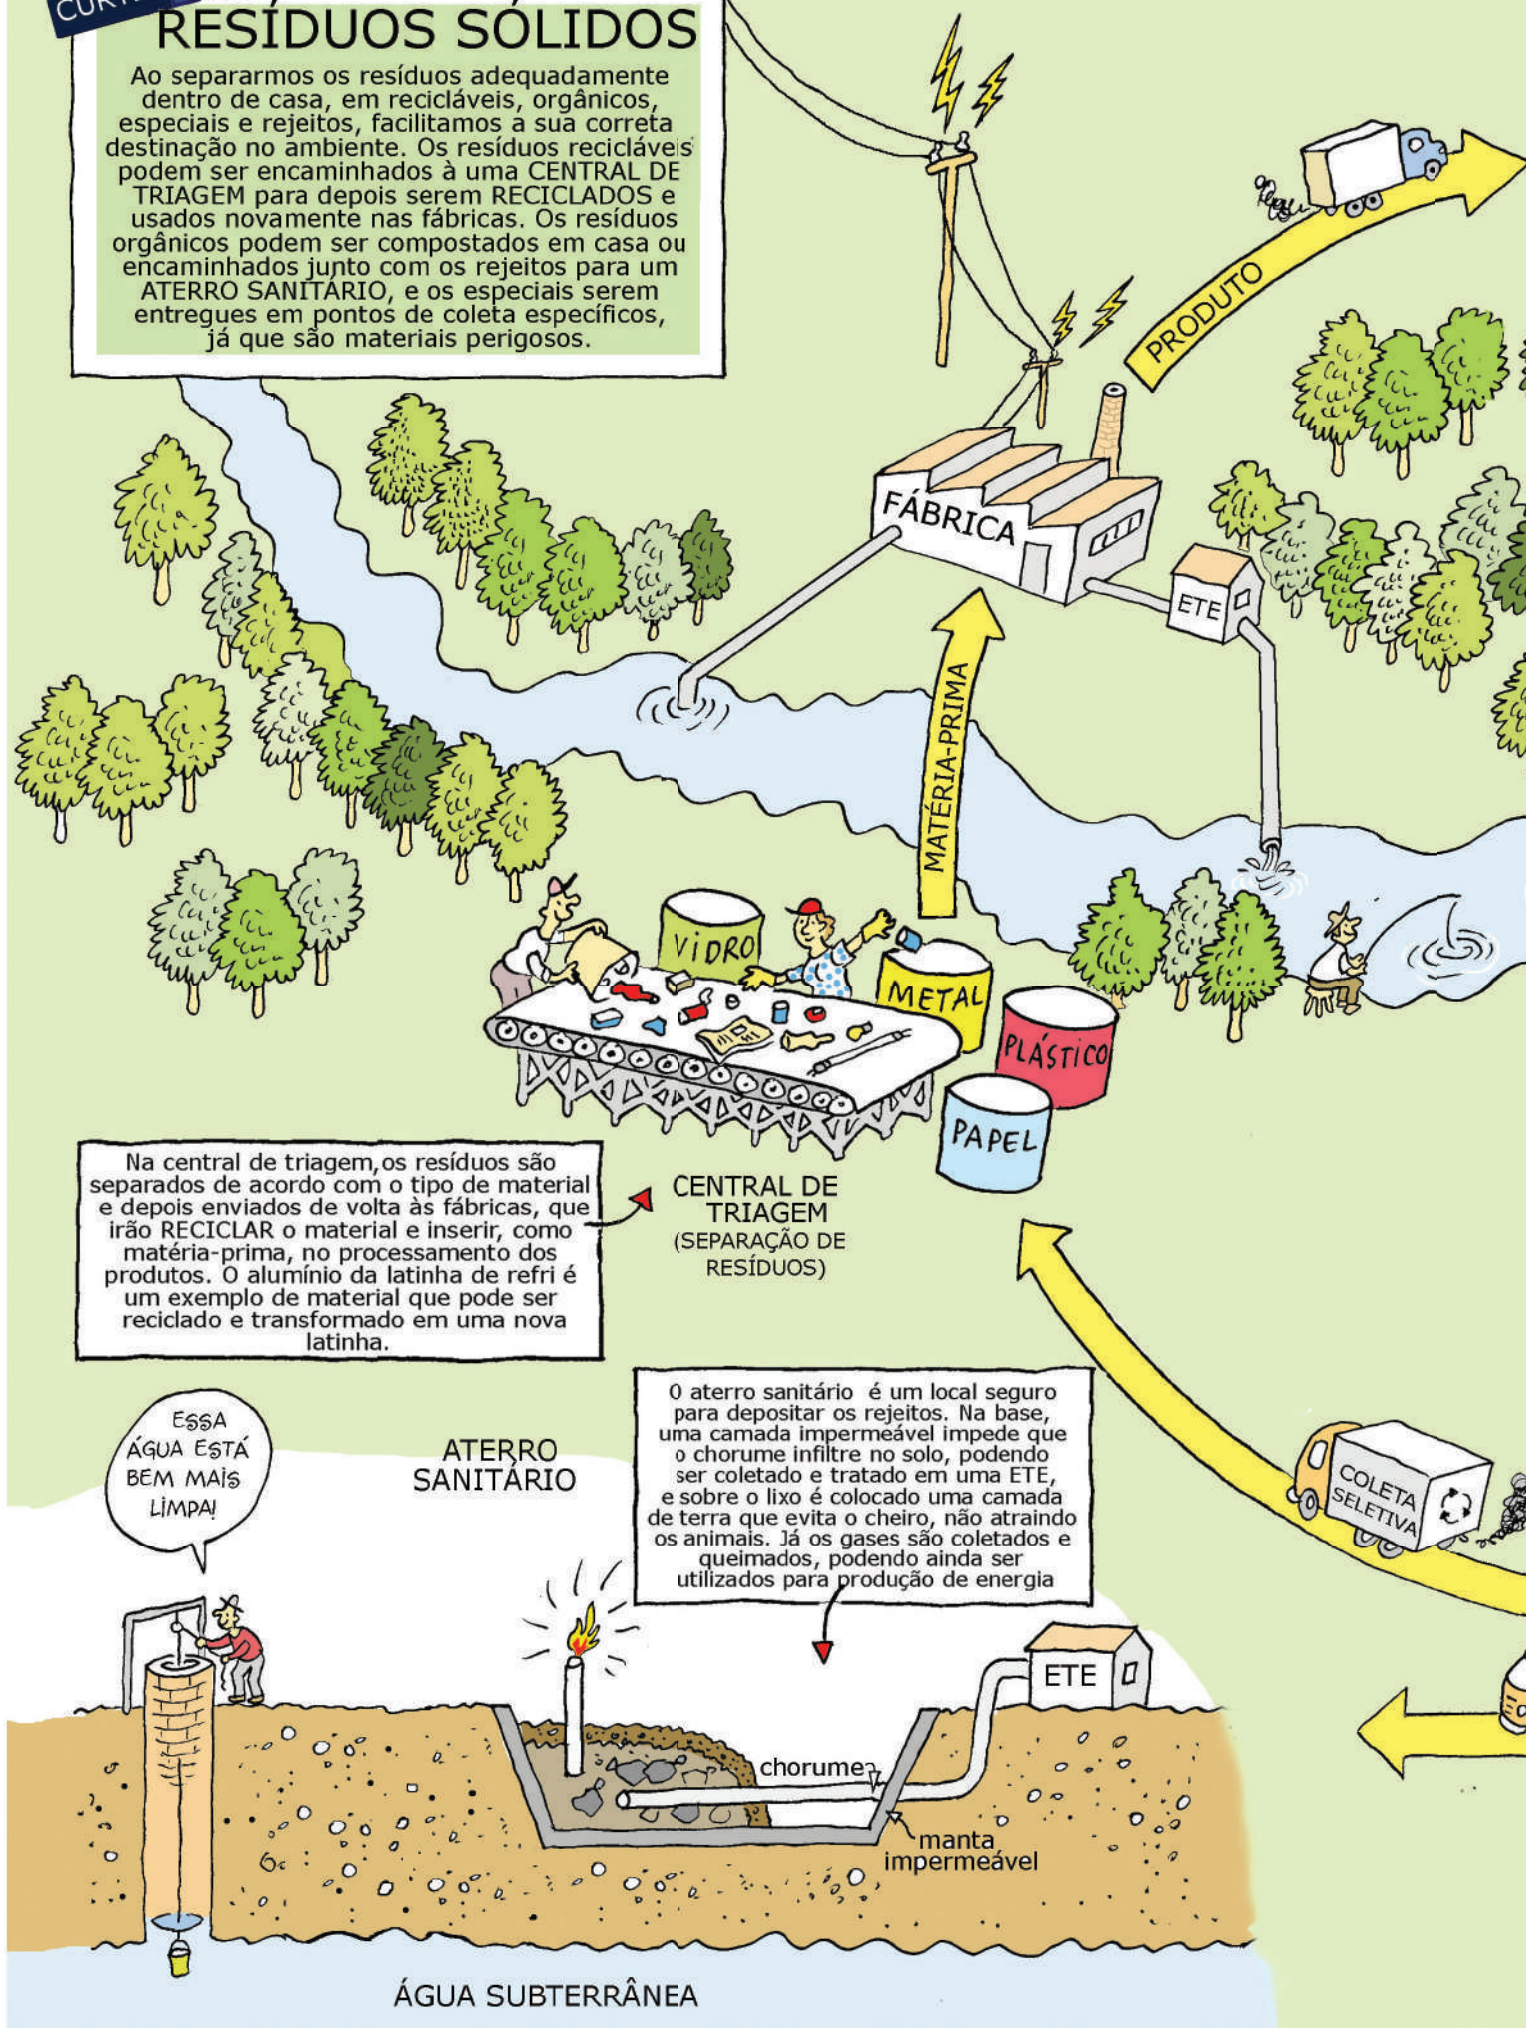 RESÍDUOS SÓLIDOS
Ao separarmos os resíduos adequadamente
dentro de casa, em recicláveis, orgânicos,
especiais e rejeitos, facilitamos a sua correta
destinação no ambiente. Os resíduos recicláveis
podem ser encaminhados à uma CENTRAL DE
TRIAGEM para depois serem RECICLADOS e
usados novamente nas fábricas. Os resíduos
orgânicos podem ser compostados em casa ou
encaminhados junto com os rejeitos para um
ATERRO SANITÁRIO, e os especiais serem
entregues em pontos de coleta específicos,
já que são materiais perigosos.
PRODUTO
FÁBRICA
ETE
MATÉRIA-PRIMA
VIDRO
METAL
PLÁSTICO
PAPEL
Na central de triagem,os resíduos são
separados de acordo com o tipo de material
e depois enviados de volta às fábricas, que
irão RECICLAR o material e inserir, como
matéria-prima, no processamento dos
produtos. O alumínio da latinha de refri é
um exemplo de material que pode ser
reciclado e transformado em uma nova
latinha.
CENTRAL DE
TRIAGEM
(SEPARAÇÃO DE
RESÍDUOS)
O aterro sanitário é um local seguro
para depositar os rejeitos. Na base,
uma camada impermeável impede que
o chorume infiltre no solo, podendo
ser coletado e tratado em uma ETE,
e sobre o lixo é colocado uma camada
de terra que evita o cheiro, não atraindo
os animais. Já os gases são coletados e
queimados, podendo ainda ser
utilizados para produção de energia
ESSA
ÁGUA ESTÁ
BEM MAIS
LIMPA!
ATERRO
SANITÁRIO
COLETA
SELETIVA
ETE
chorume
manta
impermeável
ÁGUA SUBTERRÂNEA